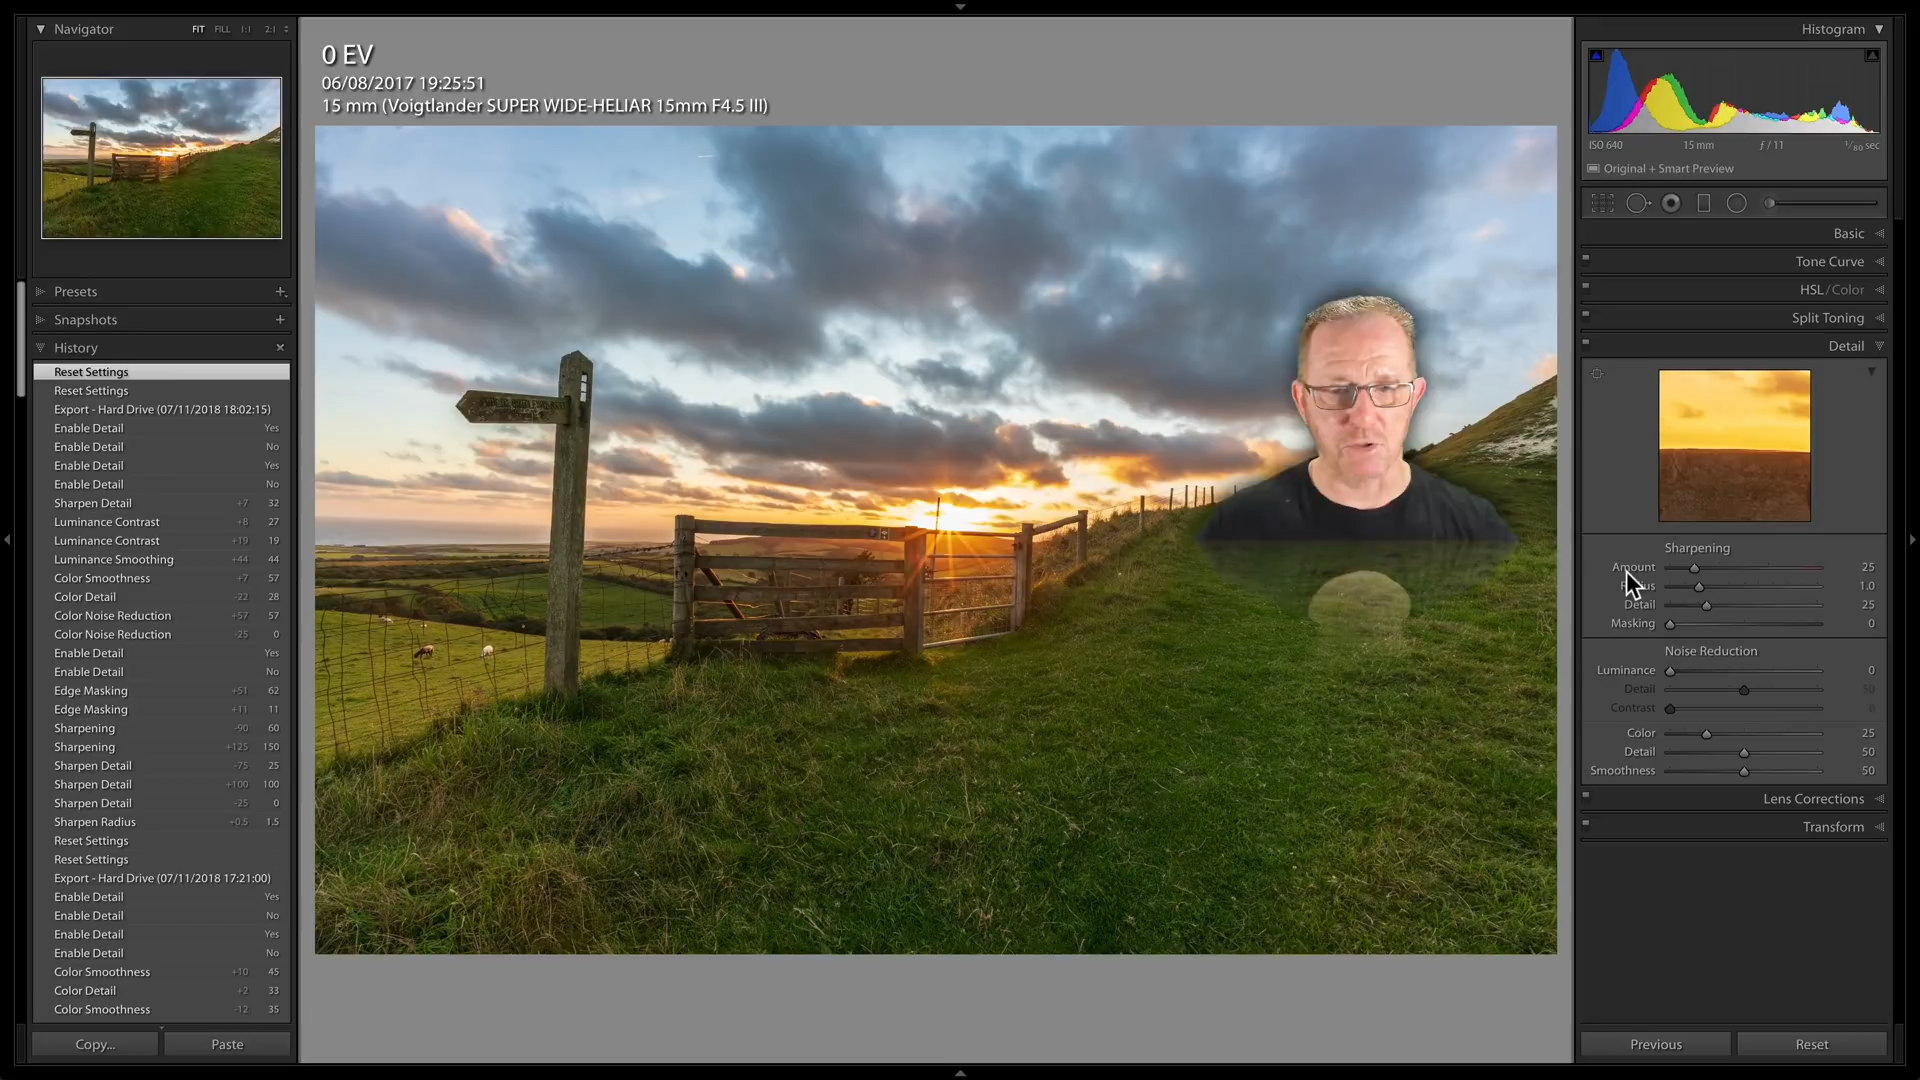 Navigator FIT FILL 1:1 2:1
Presets
Snapshots
History
Reset Settings
Reset Settings
Export - Hard Drive (07/11/2018 18:02:15)
Enable Detail Yes
Enable Detail No
Enable Detail Yes
Enable Detail No
Sharpen Detail +7 32
Luminance Contrast +8 27
Luminance Contrast +19 19
Luminance Smoothing +44 44
Color Smoothness +7 57
Color Detail -22 28
Color Noise Reduction +57 57
Color Noise Reduction -25 0
Enable Detail Yes
Enable Detail No
Edge Masking +51 62
Edge Masking +11 11
Sharpening -90 60
Sharpening +125 150
Sharpen Detail -75 25
Sharpen Detail +100 100
Sharpen Detail -25 0
Sharpen Radius +0.5 1.5
Reset Settings
Reset Settings
Export - Hard Drive (07/11/2018 17:21:00)
Enable Detail Yes
Enable Detail No
Enable Detail Yes
Enable Detail No
Color Smoothness +10 45
Color Detail +2 33
Color Smoothness -12 35
Copy... Paste
0 EV
06/08/2017 19:25:51
15 mm (Voigtlander SUPER WIDE-HELIAR 15mm F4.5 III)
Histogram
ISO 640 15 mm ƒ / 11 1/80 sec
Original + Smart Preview
Basic
Tone Curve
HSL / Color
Split Toning
Detail
Sharpening
Amount 25
1.0
Detail 25
Masking 0
Noise Reduction
Luminance 0
Detail 50
Contrast 0
Color 25
Detail 50
Smoothness 50
Lens Corrections
Transform
Previous Reset